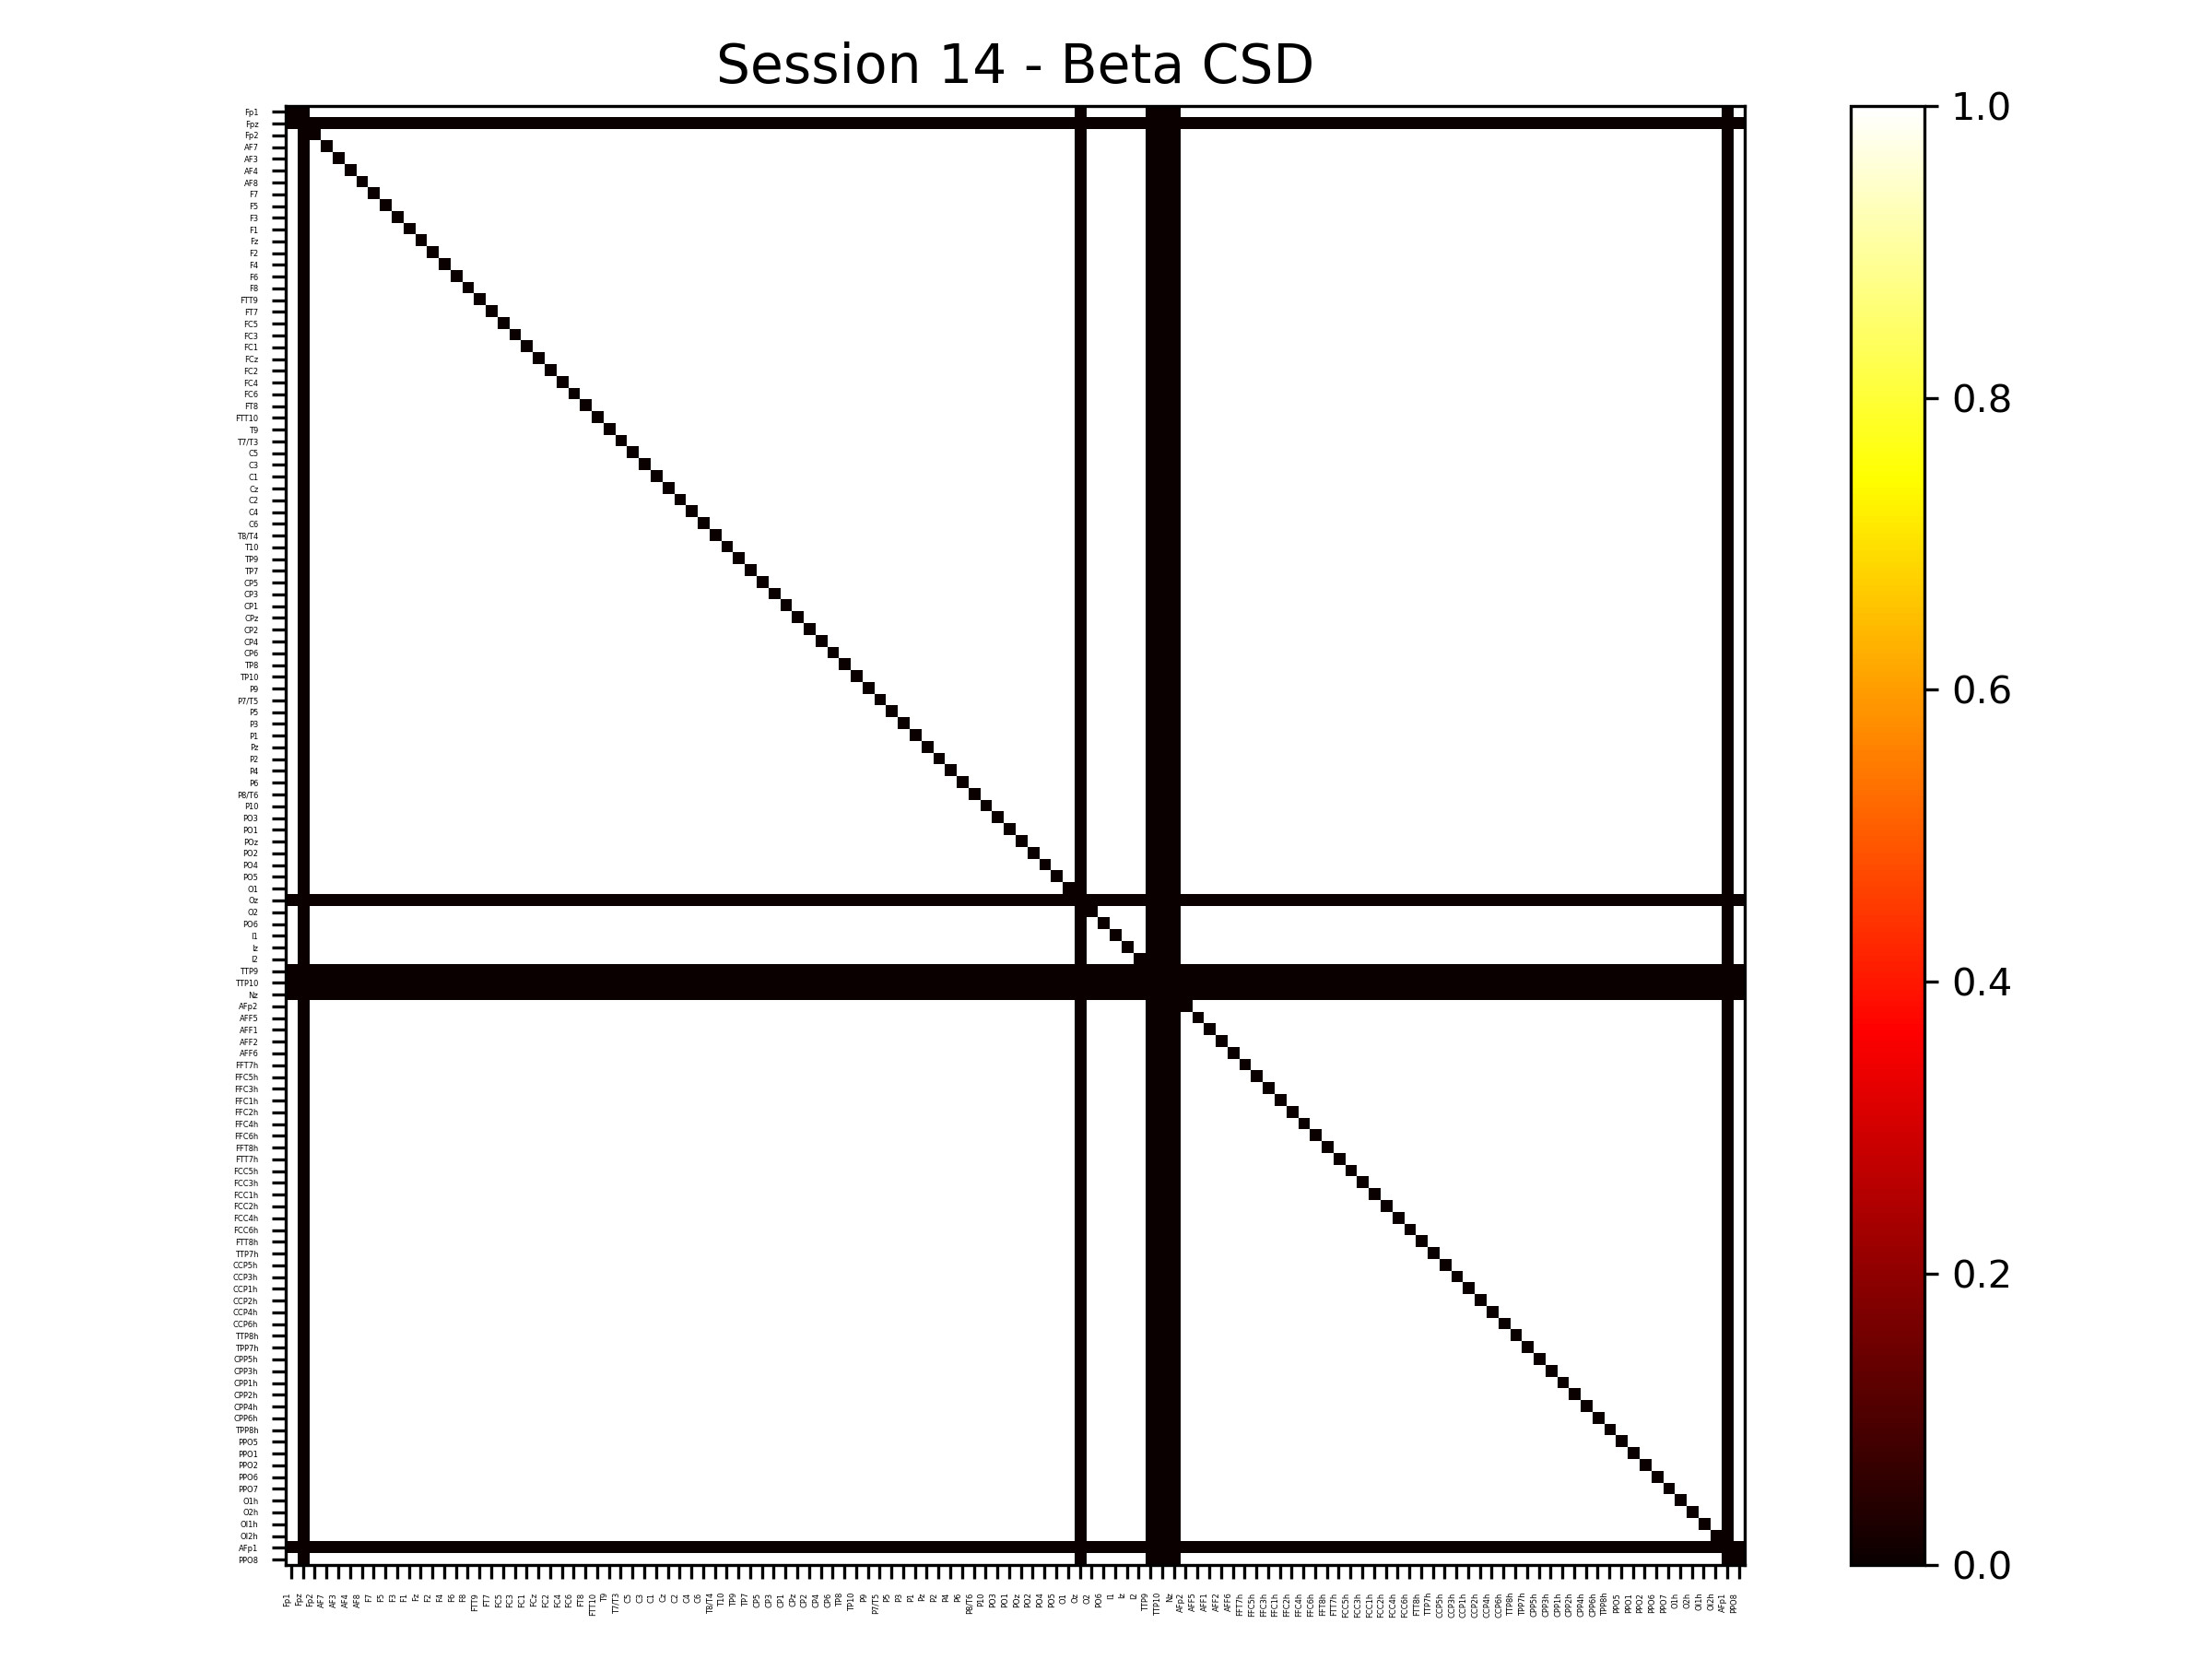 Session 14 - Beta CSD
Fp1
Fpz
Fp2
AF7
AF3
AF4
AF8
F7
F5
F3
F1
Fz
F2
F4
F6
F8
FTT9
FT7
FC5
FC3
FC1
FCz
FC2
FC4
FC6
FT8
FTT10
T9
T7/T3
C5
C3
C1
Cz
C2
C4
C6
T8/T4
T10
TP9
TP7
CP5
CP3
CP1
CPz
CP2
CP4
CP6
TP8
TP10
P9
P7/T5
P5
P3
P1
Pz
P2
P4
P6
P8/T6
P10
PO3
PO1
POz
PO2
PO4
PO5
O1
Oz
O2
PO6
I1
Iz
I2
TTP9
TTP10
Nz
AFp2
AFF5
AFF1
AFF2
AFF6
FFT7h
FFC5h
FFC3h
FFC1h
FFC2h
FFC4h
FFC6h
FFT8h
FTT7h
FCC5h
FCC3h
FCC1h
FCC2h
FCC4h
FCC6h
FTT8h
TTP7h
CCP5h
CCP3h
CCP1h
CCP2h
CCP4h
CCP6h
TTP8h
TPP7h
CPP5h
CPP3h
CPP1h
CPP2h
CPP4h
CPP6h
TPP8h
PPO5
PPO1
PPO2
PPO6
PPO7
O1h
O2h
OI1h
OI2h
AFp1
PPO8
Fp1 Fpz Fp2 AF7 AF3 AF4 AF8 F7 F5 F3 F1 Fz F2 F4 F6 F8 FTT9 FT7 FC5 FC3 FC1 FCz FC2 FC4 FC6 FT8 FTT10 T9 T7/T3 C5 C3 C1 Cz C2 C4 C6 T8/T4 T10 TP9 TP7 CP5 CP3 CP1 CPz CP2 CP4 CP6 TP8 TP10 P9 P7/T5 P5 P3 P1 Pz P2 P4 P6 P8/T6 P10 PO3 PO1 POz PO2 PO4 PO5 O1 Oz O2 PO6 I1 Iz I2 TTP9 TTP10 Nz AFp2 AFF5 AFF1 AFF2 AFF6 FFT7h FFC5h FFC3h FFC1h FFC2h FFC4h FFC6h FFT8h FTT7h FCC5h FCC3h FCC1h FCC2h FCC4h FCC6h FTT8h TTP7h CCP5h CCP3h CCP1h CCP2h CCP4h CCP6h TTP8h TPP7h CPP5h CPP3h CPP1h CPP2h CPP4h CPP6h TPP8h PPO5 PPO1 PPO2 PPO6 PPO7 O1h O2h OI1h OI2h AFp1 PPO8
1.0
0.8
0.6
0.4
0.2
0.0